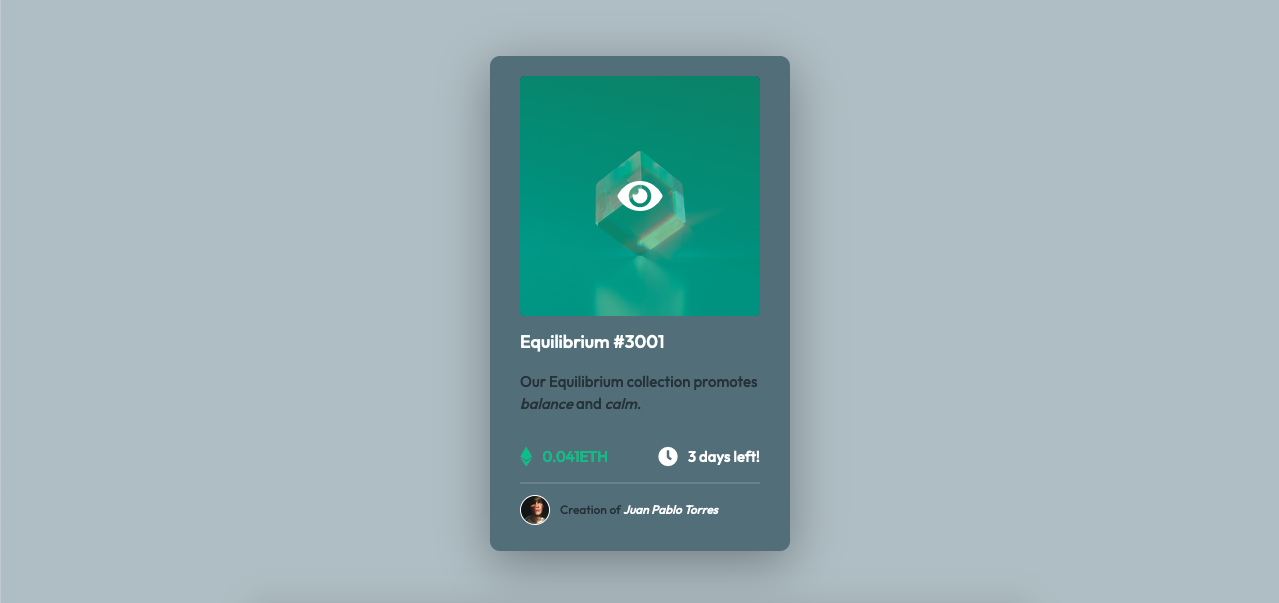 Equilibrium #3001
Our Equilibrium collection promotes
balance and calm.
0.041ETH
3 days left!
Creation of Juan Pablo Torres